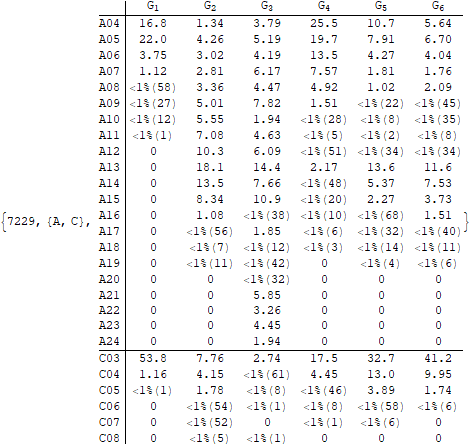 G1 G2 G3 G4 G5 G6
A04 16.8 1.34 3.79 25.5 10.7 5.64
A05 22.0 4.26 5.19 19.7 7.91 6.70
A06 3.75 3.02 4.19 13.5 4.27 4.04
A07 1.12 2.81 6.17 7.57 1.81 1.76
A08 <1%(58) 3.36 4.47 4.92 1.02 2.09
A09 <1%(27) 5.01 7.82 1.51 <1%(22) <1%(45)
A10 <1%(12) 5.55 1.94 <1%(28) <1%(8) <1%(35)
A11 <1%(1) 7.08 4.63 <1%(5) <1%(2) <1%(8)
A12 0 10.3 6.09 <1%(51) <1%(34) <1%(34)
A13 0 18.1 14.4 2.17 13.6 11.6
A14 0 13.5 7.66 <1%(48) 5.37 7.53
A15 0 8.34 10.9 <1%(20) 2.27 3.73
A16 0 1.08 <1%(38) <1%(10) <1%(68) 1.51
{7229, {A, C}, A17 0 <1%(56) 1.85 <1%(6) <1%(32) <1%(40) }
A18 0 <1%(7) <1%(12) <1%(3) <1%(14) <1%(11)
A19 0 <1%(11) <1%(42) 0 <1%(4) <1%(6)
A20 0 0 <1%(32) 0 0 0
A21 0 0 5.85 0 0 0
A22 0 0 3.26 0 0 0
A23 0 0 4.45 0 0 0
A24 0 0 1.94 0 0 0
C03 53.8 7.76 2.74 17.5 32.7 41.2
C04 1.16 4.15 <1%(61) 4.45 13.0 9.95
C05 <1%(1) 1.78 <1%(8) <1%(46) 3.89 1.74
C06 0 <1%(54) <1%(1) <1%(8) <1%(58) <1%(6)
C07 0 <1%(52) 0 <1%(1) <1%(6) 0
C08 0 <1%(5) <1%(1) 0 0 0